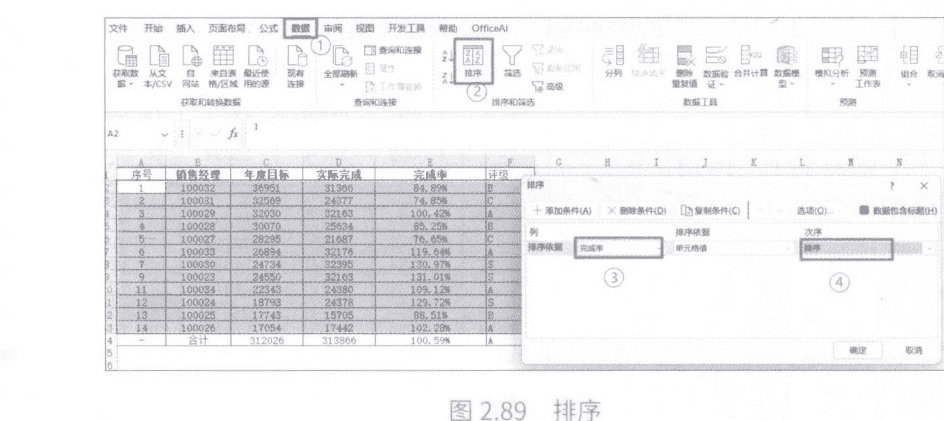 文件 开始 插入 页面布局 公式 数据 审阅 视图 开发工具 帮助 OfficeAI
①
获取数据 从文本/CSV 自网站 来自表格/区域 最近使用的源 现有连接 全部刷新 查询和连接 属性 排序 筛选 高级 分列 删除重复值 数据验证 合并计算 数据模型 模拟分析 预测工作表 组合
②
获取和转换数据 查询和连接 排序和筛选 数据工具 预测
A2 fx 1
A B C D E F G H I J K L M N
序号 销售经理 年度目标 实际完成 完成率 评级
1 100032 36951 31366 84.89% B
2 100031 32569 24377 74.85% C
3 100029 32030 32163 100.42% A
4 100028 30070 25634 85.25% B
5 100027 28295 21687 76.65% C
6 100033 26894 32176 119.64% A
7 100030 24734 32395 130.97% S
9 100023 24550 32163 131.01% S
11 100034 22343 24380 109.12% A
12 100024 18793 24378 129.72% S
13 100025 17743 15705 88.51% B
14 100026 17054 17442 102.28% A
- 合计 312026 313866 100.59% A
排序 ? ×
添加条件(A) 删除条件(D) 复制条件(C) 选项(O)... 数据包含标题(H)
列 排序依据 次序
排序依据 完成率 单元格值
③ ④
确定 取消
图 2.89 排序